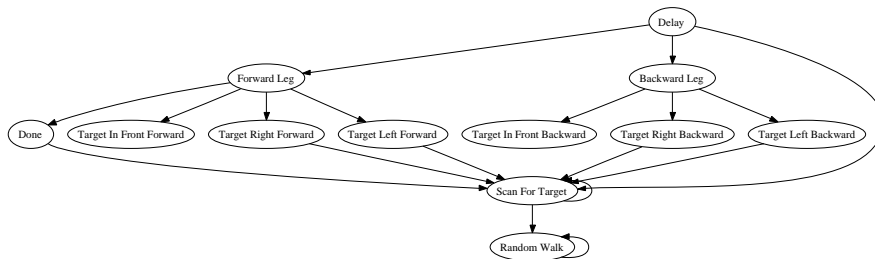 Delay
Forward Leg
Backward Leg
Done
Target In Front Forward
Target Right Forward
Target Left Forward
Target In Front Backward
Target Right Backward
Target Left Backward
Scan For Target
Random Walk